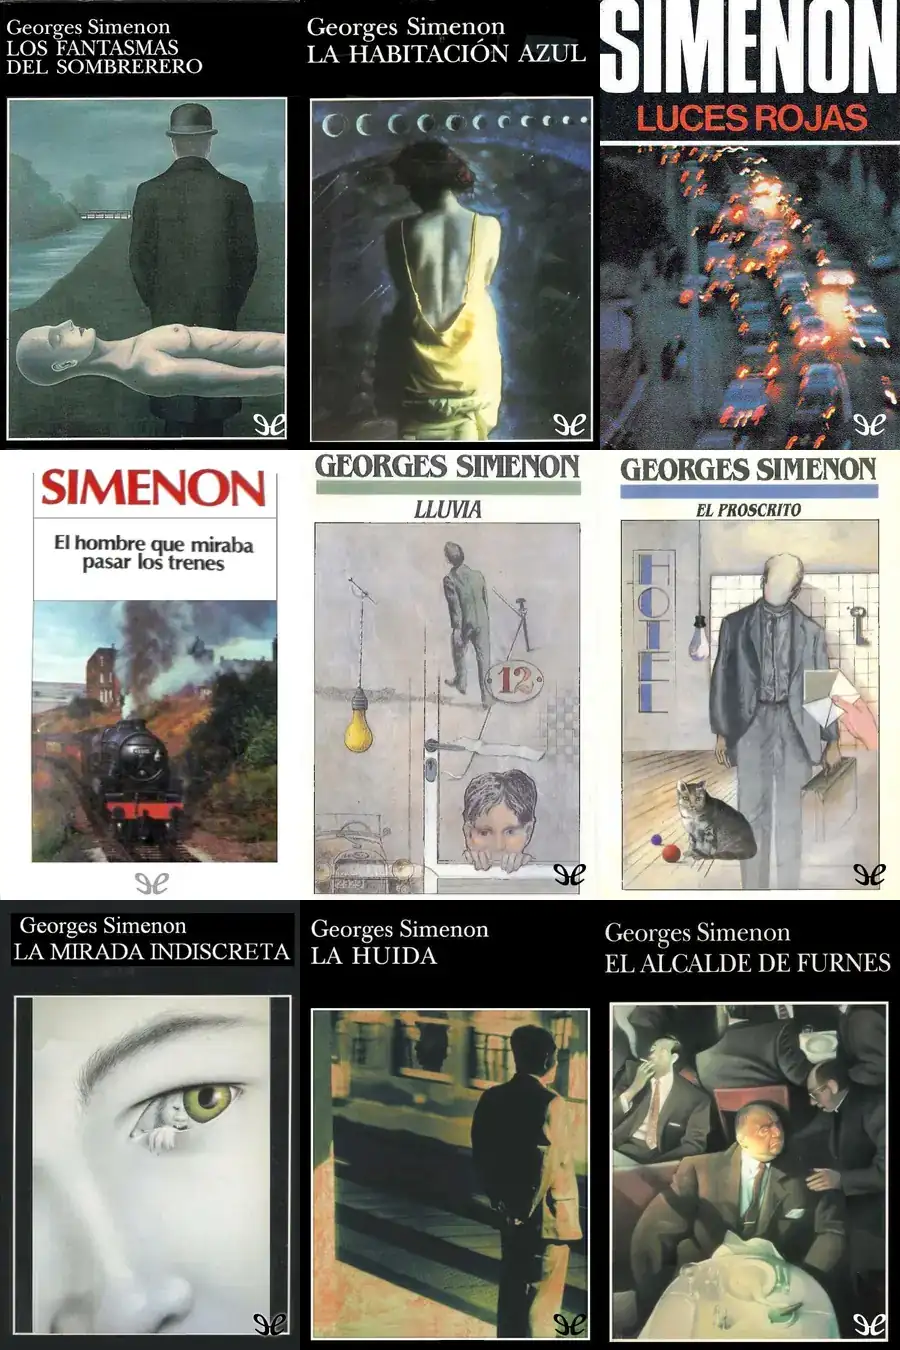 Georges Simenon
LOS FANTASMAS
DEL SOMBRERERO
Georges Simenon
LA HABITACIÓN AZUL
SIMENON
LUCES ROJAS
SIMENON
El hombre que miraba
pasar los trenes
GEORGES SIMENON
LLUVIA
12
GEORGES SIMENON
EL PROSCRITO
HOTEL
Georges Simenon
LA MIRADA INDISCRETA
Georges Simenon
LA HUIDA
Georges Simenon
EL ALCALDE DE FURNES